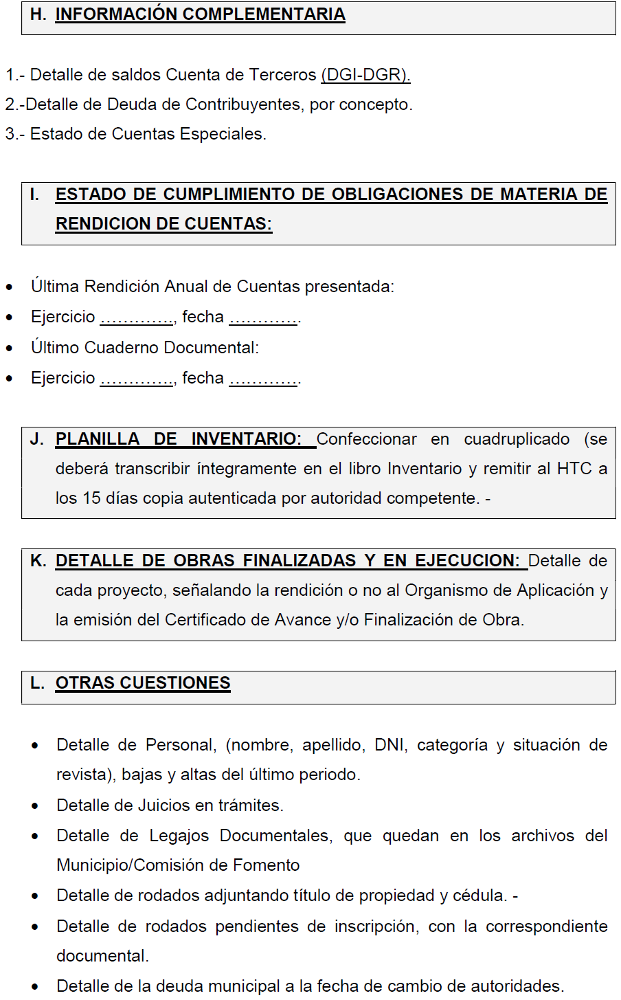 H. INFORMACIÓN COMPLEMENTARIA
1.- Detalle de saldos Cuenta de Terceros (DGI-DGR).
2.-Detalle de Deuda de Contribuyentes, por concepto.
3.- Estado de Cuentas Especiales.
I. ESTADO DE CUMPLIMIENTO DE OBLIGACIONES DE MATERIA DE
RENDICION DE CUENTAS:
• Última Rendición Anual de Cuentas presentada:
• Ejercicio …………., fecha ………….
• Último Cuaderno Documental:
• Ejercicio …………., fecha ………….
J. PLANILLA DE INVENTARIO: Confeccionar en cuadruplicado (se
deberá transcribir íntegramente en el libro Inventario y remitir al HTC a
los 15 días copia autenticada por autoridad competente. -
K. DETALLE DE OBRAS FINALIZADAS Y EN EJECUCION: Detalle de
cada proyecto, señalando la rendición o no al Organismo de Aplicación y
la emisión del Certificado de Avance y/o Finalización de Obra.
L. OTRAS CUESTIONES
• Detalle de Personal, (nombre, apellido, DNI, categoría y situación de
revista), bajas y altas del último periodo.
• Detalle de Juicios en trámites.
• Detalle de Legajos Documentales, que quedan en los archivos del
Municipio/Comisión de Fomento
• Detalle de rodados adjuntando título de propiedad y cédula. -
• Detalle de rodados pendientes de inscripción, con la correspondiente
documental.
• Detalle de la deuda municipal a la fecha de cambio de autoridades.